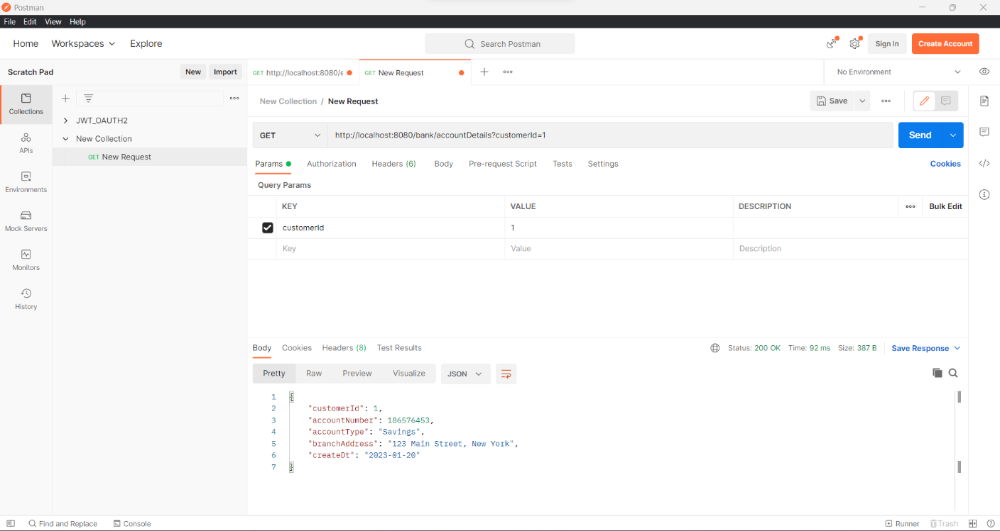 Postman
File Edit View Help
Home Workspaces Explore Search Postman Sign In Create Account
Scratch Pad New Import GET http://localhost:8080/ GET New Request No Environment
Collections
JWT_OAUTH2
New Collection
GET New Request
APIs
Environments
Mock Servers
Monitors
History
New Collection / New Request Save
GET http://localhost:8080/bank/accountDetails?customerId=1 Send
Params Authorization Headers (6) Body Pre-request Script Tests Settings Cookies
Query Params
KEY VALUE DESCRIPTION Bulk Edit
customerId 1
Key Value Description
Body Cookies Headers (8) Test Results Status: 200 OK Time: 92 ms Size: 387 B Save Response
Pretty Raw Preview Visualize JSON
1 {
2 "customerId": 1,
3 "accountNumber": 186576453,
4 "accountType": "Savings",
5 "branchAddress": "123 Main Street, New York",
6 "createDt": "2023-01-20"
7 }
Find and Replace Console Runner Trash